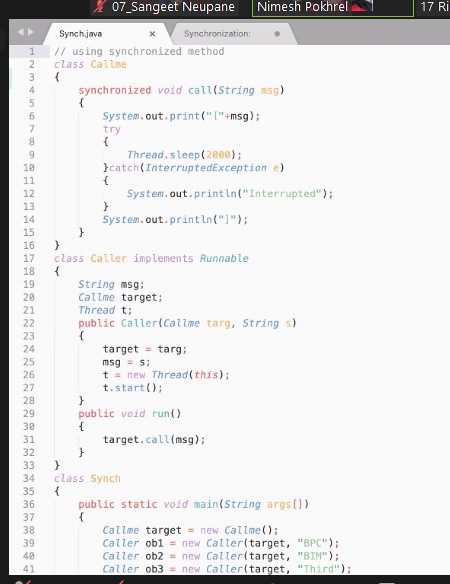 07_Sangeet Neupane Nimesh Pokhrel 17 Ri
Synch.java × Synchronization:
1 // using synchronized method
2 class Callme
3 {
4 synchronized void call(String msg)
5 {
6 System.out.print("["+msg);
7 try
8 {
9 Thread.sleep(2000);
10 }catch(InterruptedException e)
11 {
12 System.out.println("Interrupted");
13 }
14 System.out.println("]");
15 }
16 }
17 class Caller implements Runnable
18 {
19 String msg;
20 Callme target;
21 Thread t;
22 public Caller(Callme targ, String s)
23 {
24 target = targ;
25 msg = s;
26 t = new Thread(this);
27 t.start();
28 }
29 public void run()
30 {
31 target.call(msg);
32 }
33 }
34 class Synch
35 {
36 public static void main(String args[])
37 {
38 Callme target = new Callme();
39 Caller ob1 = new Caller(target, "BPC");
40 Caller ob2 = new Caller(target, "BIM");
41 Caller ob3 = new Caller(target, "Third");